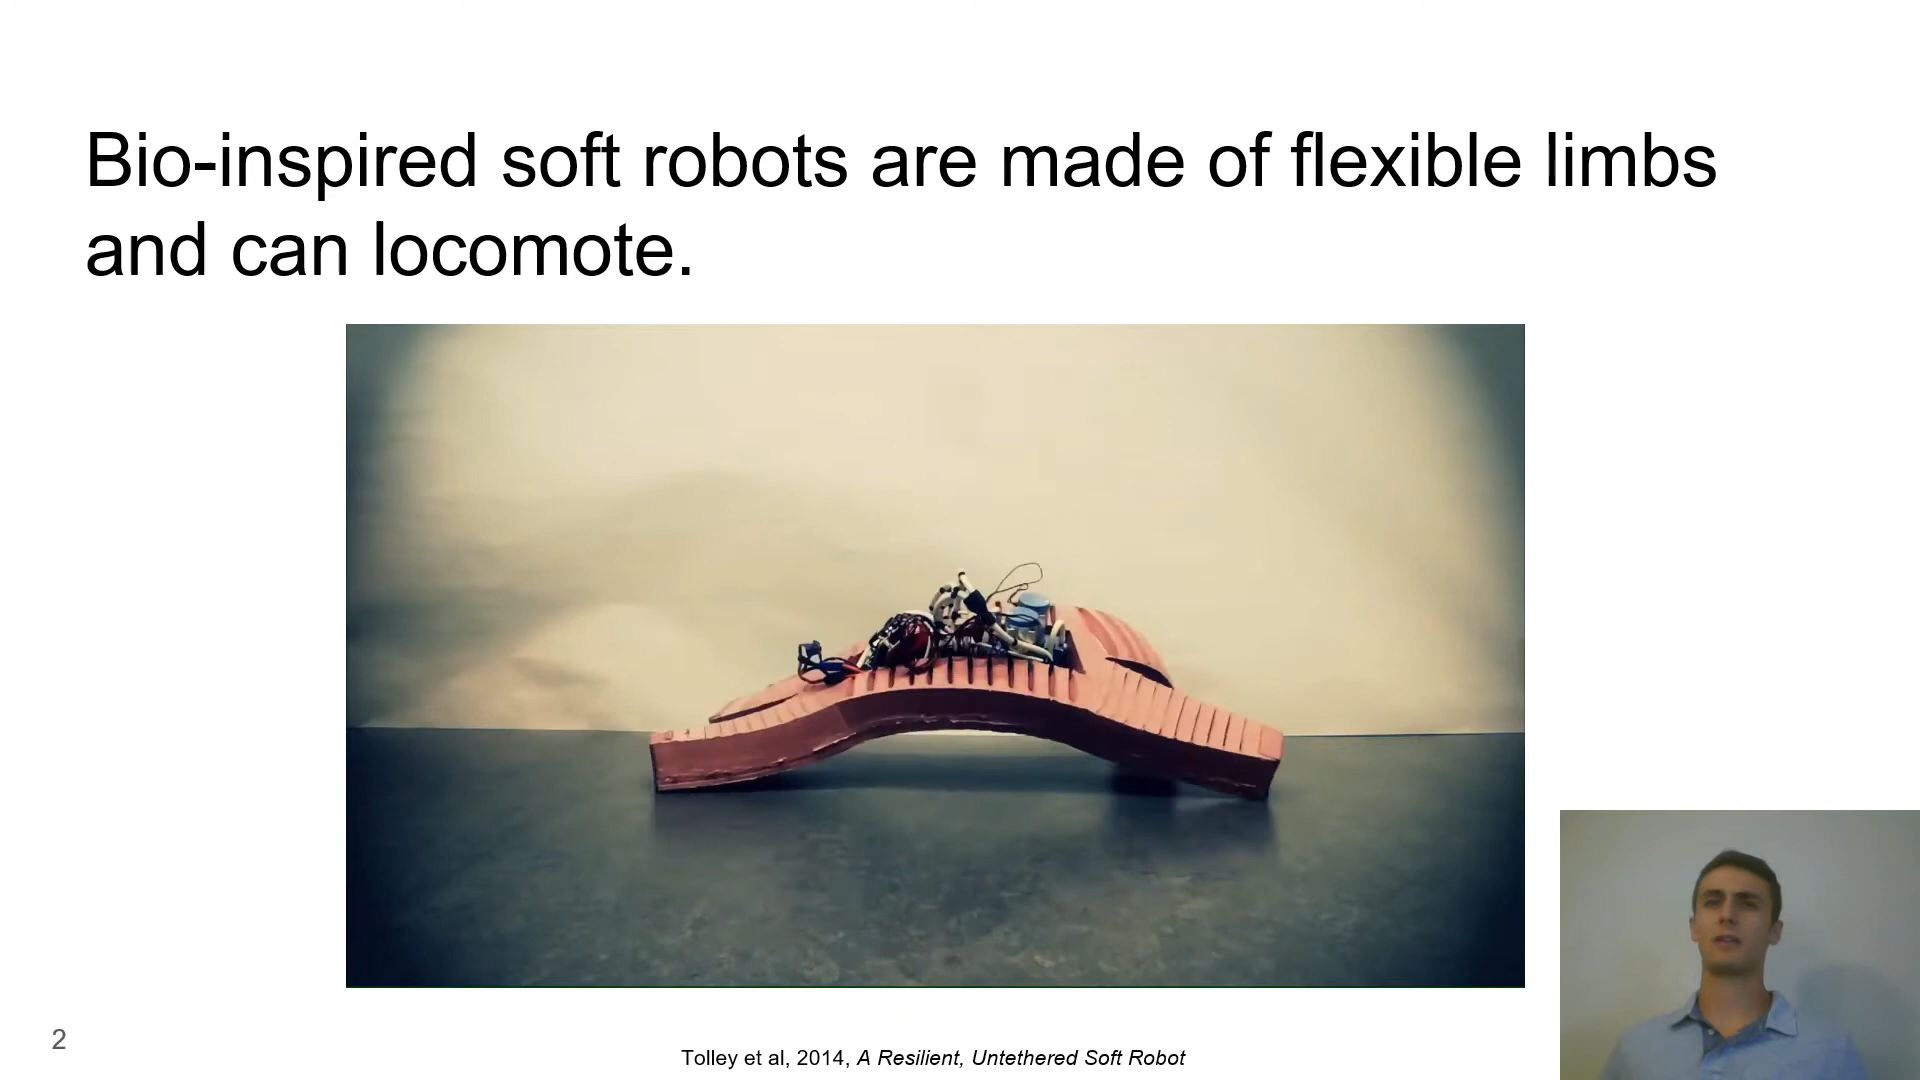 Bio-inspired soft robots are made of flexible limbs
and can locomote.
2
Tolley et al, 2014, A Resilient, Untethered Soft Robot